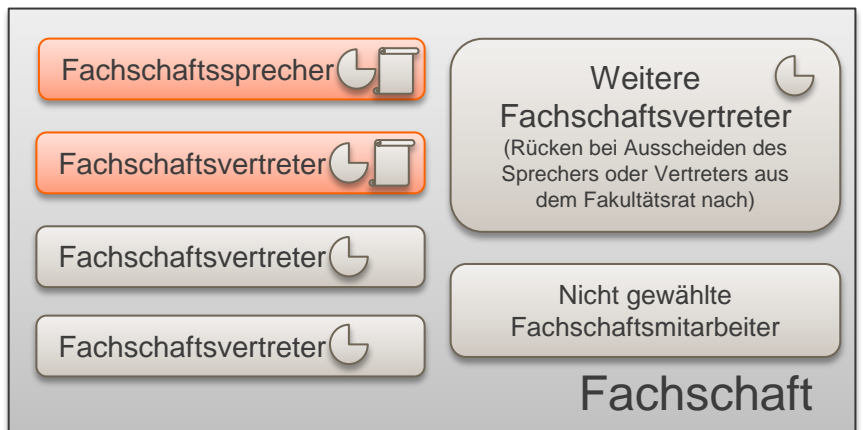 Fachschaftssprecher
Fachschaftsvertreter
Fachschaftsvertreter
Fachschaftsvertreter
Weitere
Fachschaftsvertreter
(Rücken bei Ausscheiden des
Sprechers oder Vertreters aus
dem Fakultätsrat nach)
Nicht gewählte
Fachschaftsmitarbeiter
Fachschaft